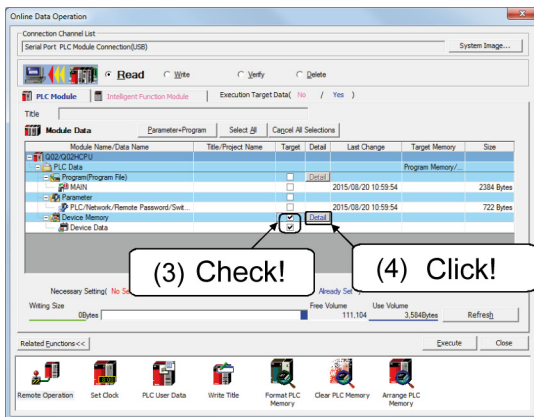 Online Data Operation
Connection Channel List
Serial Port PLC Module Connection(USB)
System Image...
Read
Write
Verify
Delete
PLC Module
Intelligent Function Module
Execution Target Data( No / Yes )
Title
Module Data
Parameter+Program
Select All
Cancel All Selections
Module Name/Data Name
Title/Project Name
Target
Detail
Last Change
Target Memory
Size
Q02/Q02HCPU
PLC Data
Program Memory/...
Program(Program File)
Detail
MAIN
2015/08/20 10:59:54
2384 Bytes
Parameter
PLC/Network/Remote Password/Swit...
2015/08/20 10:59:54
722 Bytes
Device Memory
Detail
Device Data
(3) Check!
(4) Click!
Necessary Setting( No Se
Already Set
Writing Size
0Bytes
Free Volume
111,104
Use Volume
3,584Bytes
Refresh
Related Functions<<
Execute
Close
Remote Operation
Set Clock
PLC User Data
Write Title
Format PLC
Memory
Clear PLC Memory
Arrange PLC
Memory